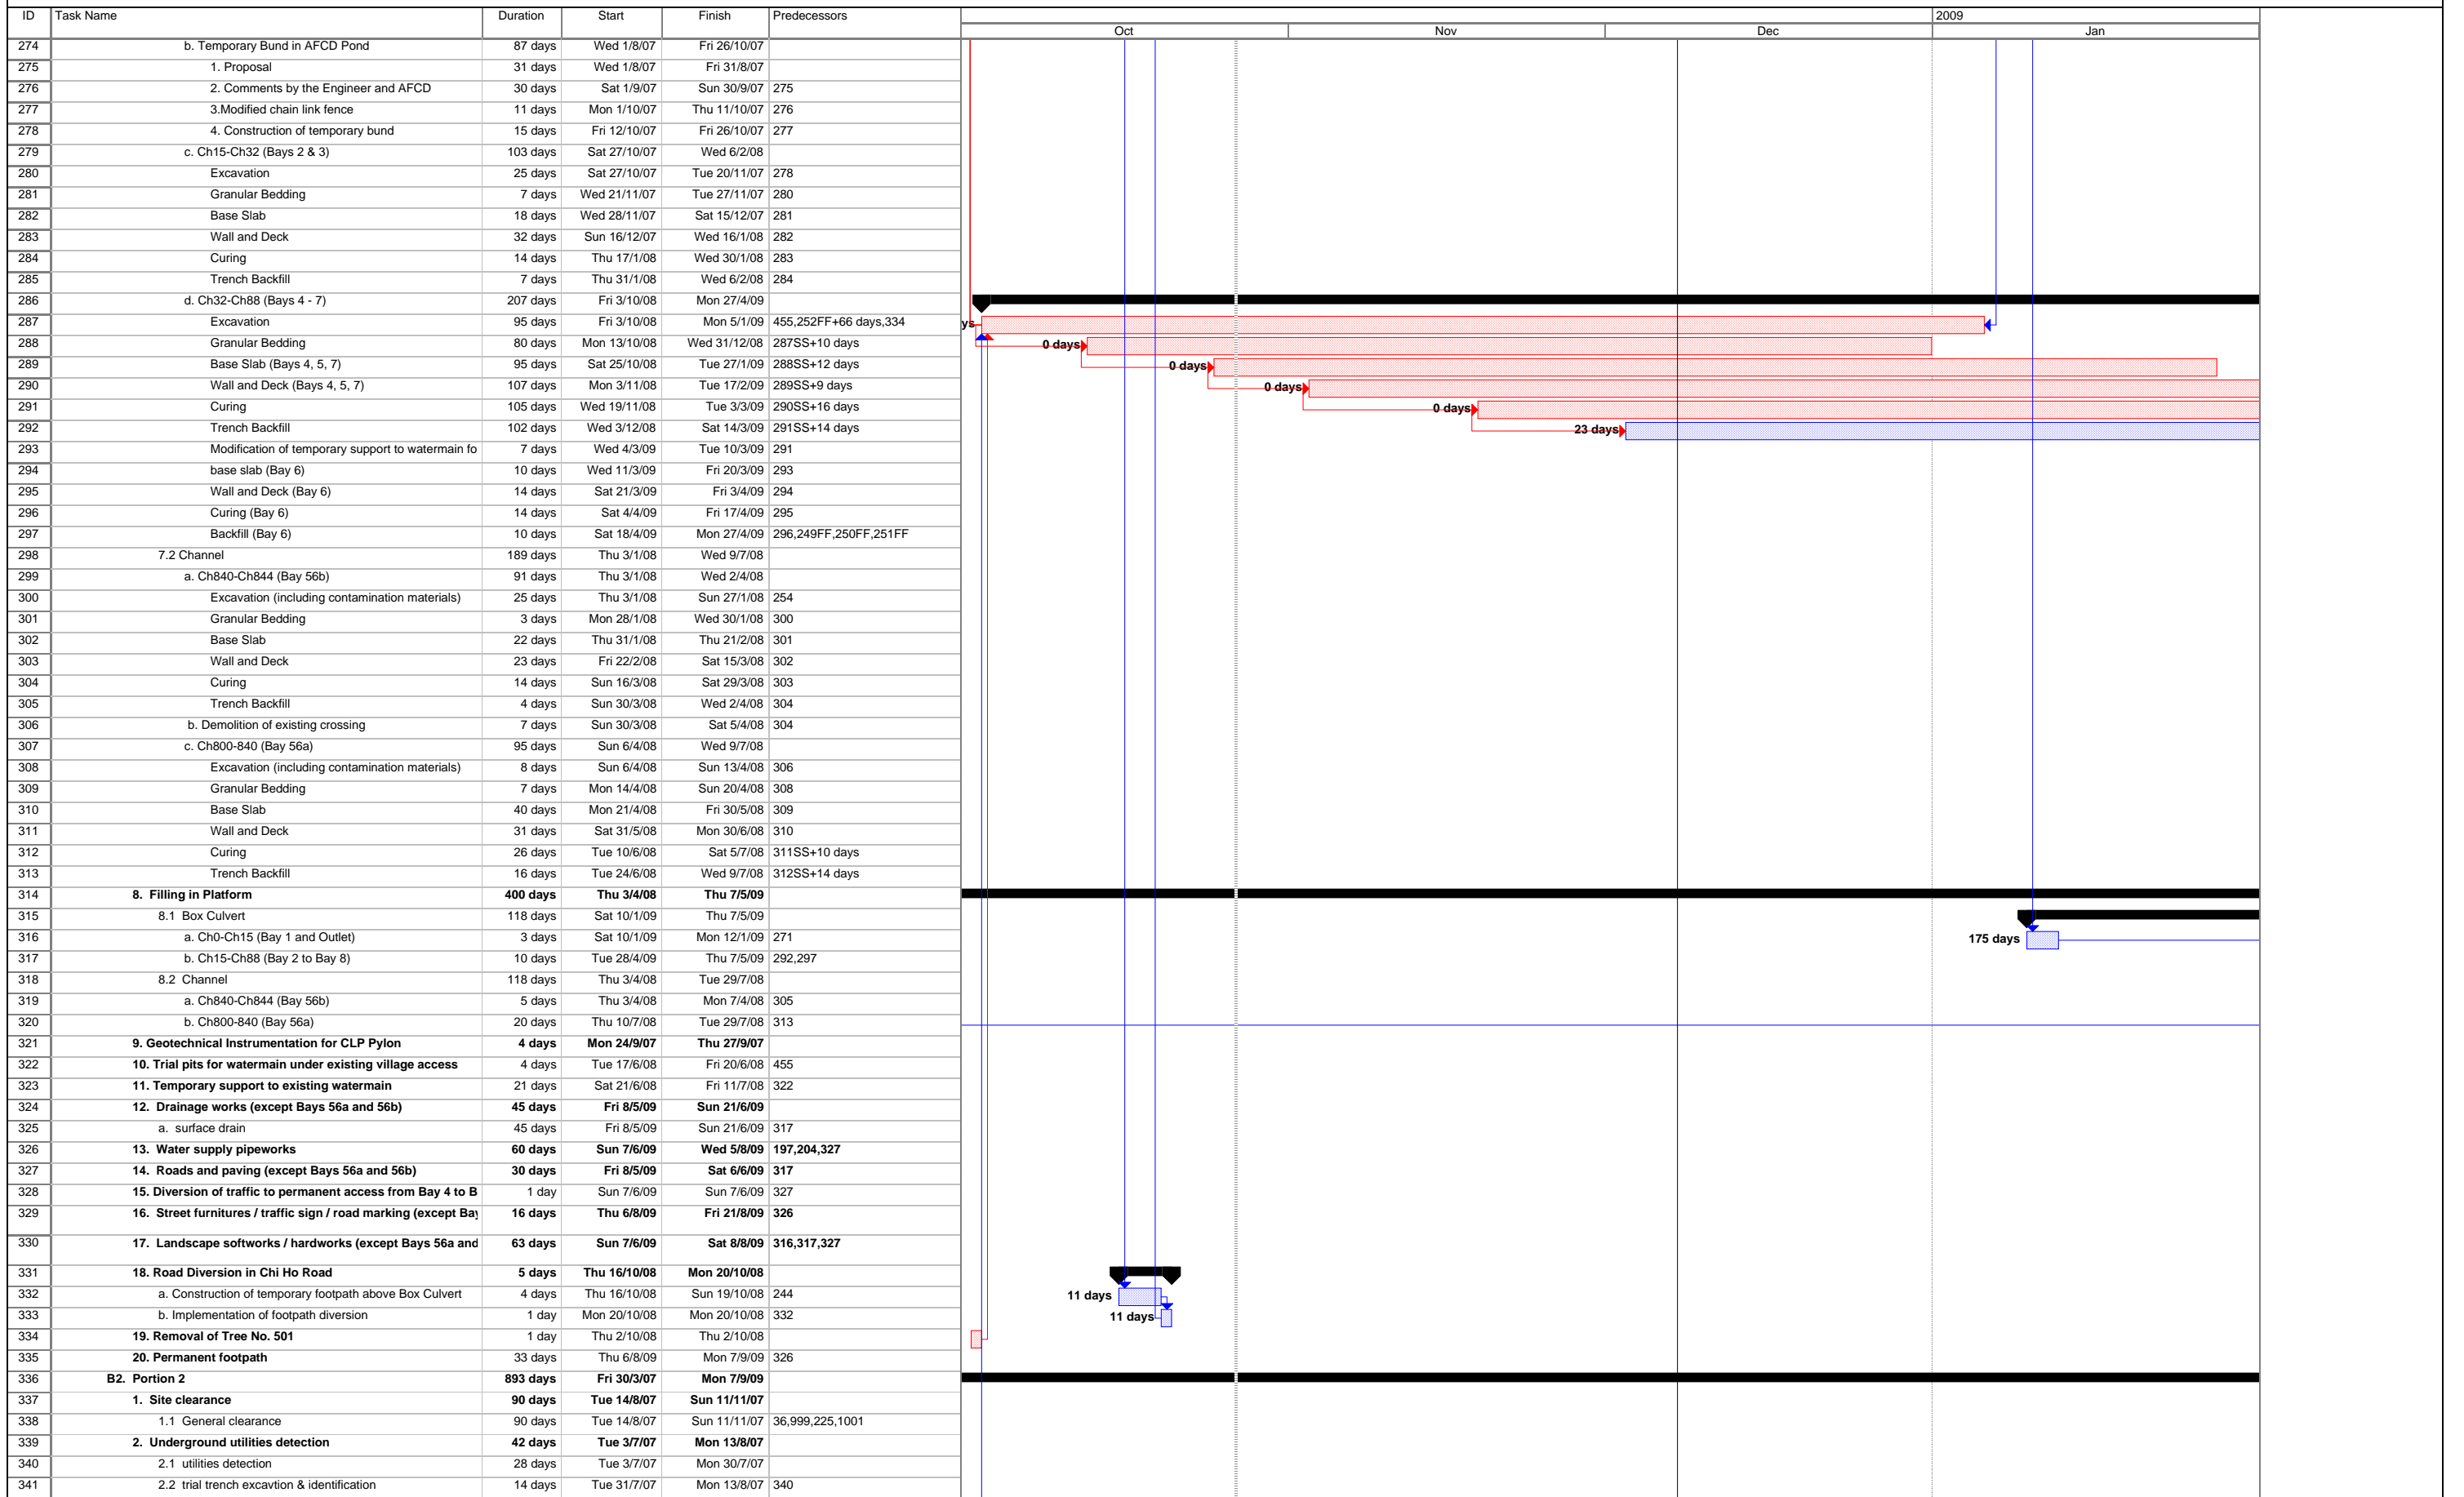 ID Task Name Duration Start Finish Predecessors 2009
Oct Nov Dec Jan
274 b. Temporary Bund in AFCD Pond 87 days Wed 1/8/07 Fri 26/10/07
275 1. Proposal 31 days Wed 1/8/07 Fri 31/8/07
276 2. Comments by the Engineer and AFCD 30 days Sat 1/9/07 Sun 30/9/07 275
277 3.Modified chain link fence 11 days Mon 1/10/07 Thu 11/10/07 276
278 4. Construction of temporary bund 15 days Fri 12/10/07 Fri 26/10/07 277
279 c. Ch15-Ch32 (Bays 2 & 3) 103 days Sat 27/10/07 Wed 6/2/08
280 Excavation 25 days Sat 27/10/07 Tue 20/11/07 278
281 Granular Bedding 7 days Wed 21/11/07 Tue 27/11/07 280
282 Base Slab 18 days Wed 28/11/07 Sat 15/12/07 281
283 Wall and Deck 32 days Sun 16/12/07 Wed 16/1/08 282
284 Curing 14 days Thu 17/1/08 Wed 30/1/08 283
285 Trench Backfill 7 days Thu 31/1/08 Wed 6/2/08 284
286 d. Ch32-Ch88 (Bays 4 - 7) 207 days Fri 3/10/08 Mon 27/4/09
287 Excavation 95 days Fri 3/10/08 Mon 5/1/09 455,252FF+66 days,334 ys
288 Granular Bedding 80 days Mon 13/10/08 Wed 31/12/08 287SS+10 days 0 days
289 Base Slab (Bays 4, 5, 7) 95 days Sat 25/10/08 Tue 27/1/09 288SS+12 days 0 days
290 Wall and Deck (Bays 4, 5, 7) 107 days Mon 3/11/08 Tue 17/2/09 289SS+9 days 0 days
291 Curing 105 days Wed 19/11/08 Tue 3/3/09 290SS+16 days 0 days
292 Trench Backfill 102 days Wed 3/12/08 Sat 14/3/09 291SS+14 days 23 days
293 Modification of temporary support to watermain fo 7 days Wed 4/3/09 Tue 10/3/09 291
294 base slab (Bay 6) 10 days Wed 11/3/09 Fri 20/3/09 293
295 Wall and Deck (Bay 6) 14 days Sat 21/3/09 Fri 3/4/09 294
296 Curing (Bay 6) 14 days Sat 4/4/09 Fri 17/4/09 295
297 Backfill (Bay 6) 10 days Sat 18/4/09 Mon 27/4/09 296,249FF,250FF,251FF
298 7.2 Channel 189 days Thu 3/1/08 Wed 9/7/08
299 a. Ch840-Ch844 (Bay 56b) 91 days Thu 3/1/08 Wed 2/4/08
300 Excavation (including contamination materials) 25 days Thu 3/1/08 Sun 27/1/08 254
301 Granular Bedding 3 days Mon 28/1/08 Wed 30/1/08 300
302 Base Slab 22 days Thu 31/1/08 Thu 21/2/08 301
303 Wall and Deck 23 days Fri 22/2/08 Sat 15/3/08 302
304 Curing 14 days Sun 16/3/08 Sat 29/3/08 303
305 Trench Backfill 4 days Sun 30/3/08 Wed 2/4/08 304
306 b. Demolition of existing crossing 7 days Sun 30/3/08 Sat 5/4/08 304
307 c. Ch800-840 (Bay 56a) 95 days Sun 6/4/08 Wed 9/7/08
308 Excavation (including contamination materials) 8 days Sun 6/4/08 Sun 13/4/08 306
309 Granular Bedding 7 days Mon 14/4/08 Sun 20/4/08 308
310 Base Slab 40 days Mon 21/4/08 Fri 30/5/08 309
311 Wall and Deck 31 days Sat 31/5/08 Mon 30/6/08 310
312 Curing 26 days Tue 10/6/08 Sat 5/7/08 311SS+10 days
313 Trench Backfill 16 days Tue 24/6/08 Wed 9/7/08 312SS+14 days
314 8. Filling in Platform 400 days Thu 3/4/08 Thu 7/5/09
315 8.1 Box Culvert 118 days Sat 10/1/09 Thu 7/5/09
316 a. Ch0-Ch15 (Bay 1 and Outlet) 3 days Sat 10/1/09 Mon 12/1/09 271 175 days
317 b. Ch15-Ch88 (Bay 2 to Bay 8) 10 days Tue 28/4/09 Thu 7/5/09 292,297
318 8.2 Channel 118 days Thu 3/4/08 Tue 29/7/08
319 a. Ch840-Ch844 (Bay 56b) 5 days Thu 3/4/08 Mon 7/4/08 305
320 b. Ch800-840 (Bay 56a) 20 days Thu 10/7/08 Tue 29/7/08 313
321 9. Geotechnical Instrumentation for CLP Pylon 4 days Mon 24/9/07 Thu 27/9/07
322 10. Trial pits for watermain under existing village access 4 days Tue 17/6/08 Fri 20/6/08 455
323 11. Temporary support to existing watermain 21 days Sat 21/6/08 Fri 11/7/08 322
324 12. Drainage works (except Bays 56a and 56b) 45 days Fri 8/5/09 Sun 21/6/09
325 a. surface drain 45 days Fri 8/5/09 Sun 21/6/09 317
326 13. Water supply pipeworks 60 days Sun 7/6/09 Wed 5/8/09 197,204,327
327 14. Roads and paving (except Bays 56a and 56b) 30 days Fri 8/5/09 Sat 6/6/09 317
328 15. Diversion of traffic to permanent access from Bay 4 to B 1 day Sun 7/6/09 Sun 7/6/09 327
329 16. Street furnitures / traffic sign / road marking (except Bay 16 days Thu 6/8/09 Fri 21/8/09 326
330 17. Landscape softworks / hardworks (except Bays 56a and 63 days Sun 7/6/09 Sat 8/8/09 316,317,327
331 18. Road Diversion in Chi Ho Road 5 days Thu 16/10/08 Mon 20/10/08
332 a. Construction of temporary footpath above Box Culvert 4 days Thu 16/10/08 Sun 19/10/08 244 11 days
333 b. Implementation of footpath diversion 1 day Mon 20/10/08 Mon 20/10/08 332 11 days
334 19. Removal of Tree No. 501 1 day Thu 2/10/08 Thu 2/10/08
335 20. Permanent footpath 33 days Thu 6/8/09 Mon 7/9/09 326
336 B2. Portion 2 893 days Fri 30/3/07 Mon 7/9/09
337 1. Site clearance 90 days Tue 14/8/07 Sun 11/11/07
338 1.1 General clearance 90 days Tue 14/8/07 Sun 11/11/07 36,999,225,1001
339 2. Underground utilities detection 42 days Tue 3/7/07 Mon 13/8/07
340 2.1 utilities detection 28 days Tue 3/7/07 Mon 30/7/07
341 2.2 trial trench excavtion & identification 14 days Tue 31/7/07 Mon 13/8/07 340